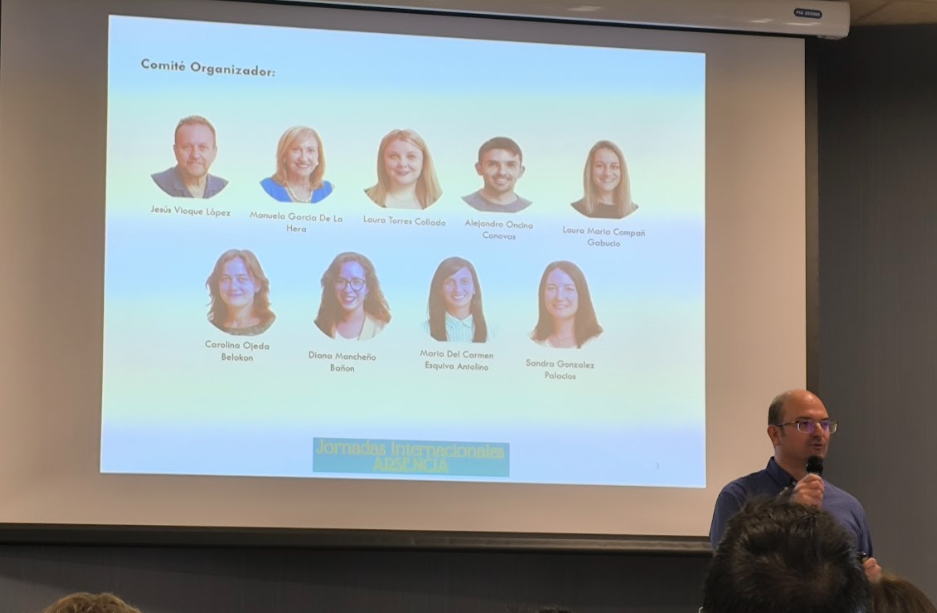 Comité Organizador:
Jesús Vioque López
Manuela García De La
Hera
Laura Torres Collado
Alejandro Oncina
Canovas
Laura María Compañ
Gabucio
Carolina Ojeda
Belokon
Diana Mancheño
Bañon
María Del Carmen
Esquiva Antolino
Sandra Gonzalez
Palacios
Jornadas Internacionales
ARSENCIA
3